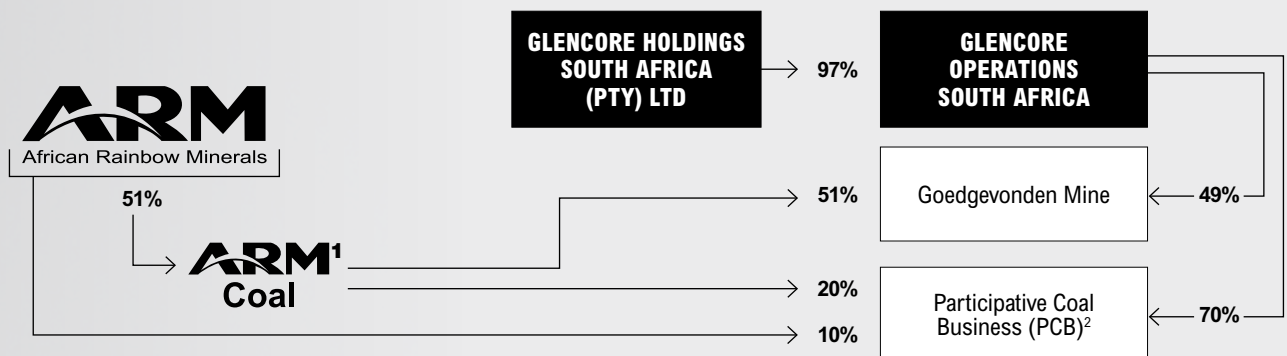 ARM
African Rainbow Minerals
51%
ARM¹
Coal
GLENCORE HOLDINGS
SOUTH AFRICA
(PTY) LTD
97%
GLENCORE
OPERATIONS
SOUTH AFRICA
51%
Goedgevonden Mine
49%
20%
10%
Participative Coal
Business (PCB)²
70%